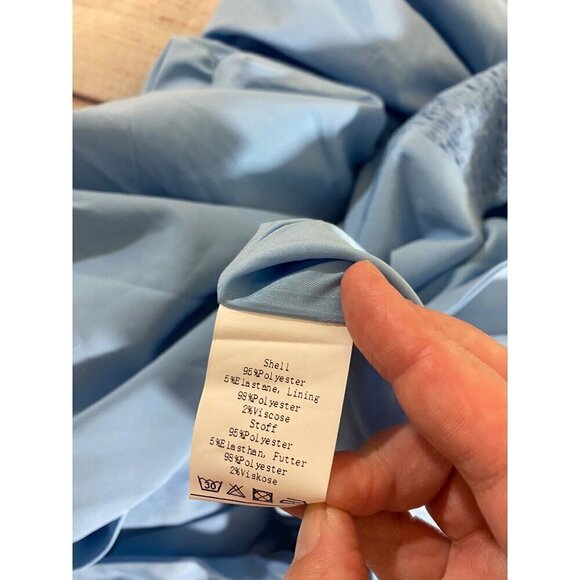 Shell
95%Polyester
5%Elastane, Lining
98%Polyester
2%Viscose
Stoff
95%Polyester
5%Elasthan, Futter
98%Polyester
2%Viskose
30